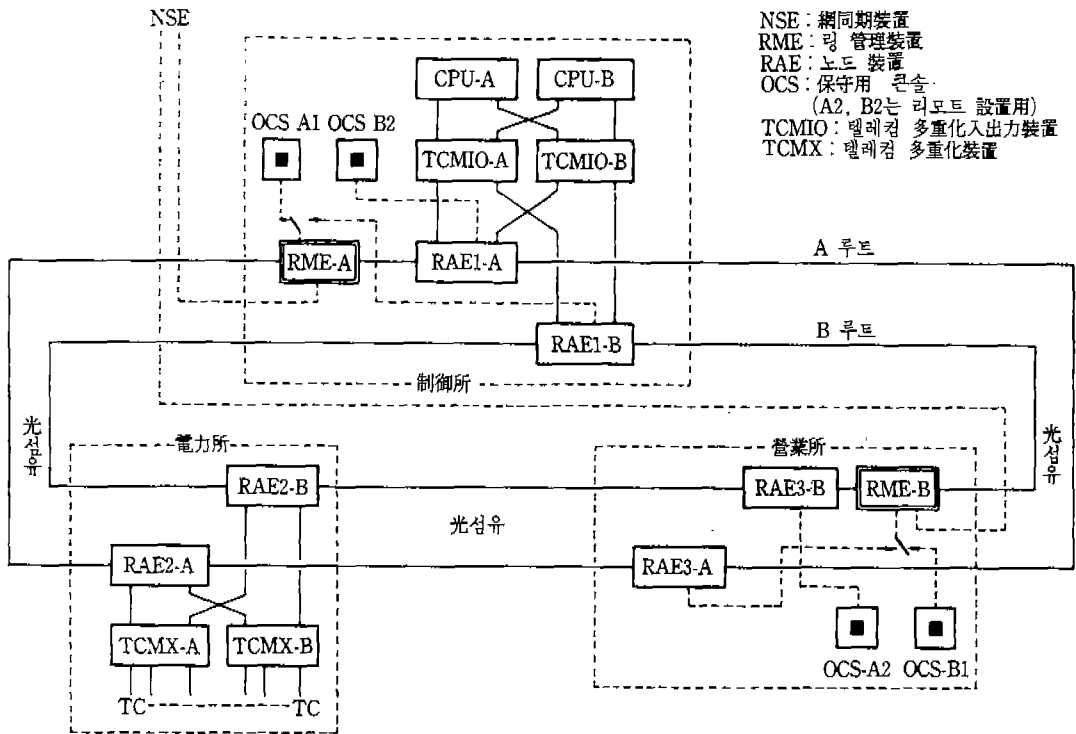 NSE
NSE : 網同期裝置
RME : 링 管理裝置
RAE : 노드 裝置
OCS : 保守用 콘솔
(A2, B2는 리모트 設置用)
TCMIO : 텔레컴 多重化入出力裝置
TCMX : 텔레컴 多重化裝置
CPU-A
CPU-B
OCS A1
OCS B2
TCMIO-A
TCMIO-B
RME-A
RAE1-A
A 루트
RAE1-B
B 루트
制御所
光섬유
光섬유
電力所
營業所
RAE2-B
RAE3-B
RME-B
光섬유
RAE2-A
RAE3-A
TCMX-A
TCMX-B
TC
TC
OCS-A2
OCS-B1